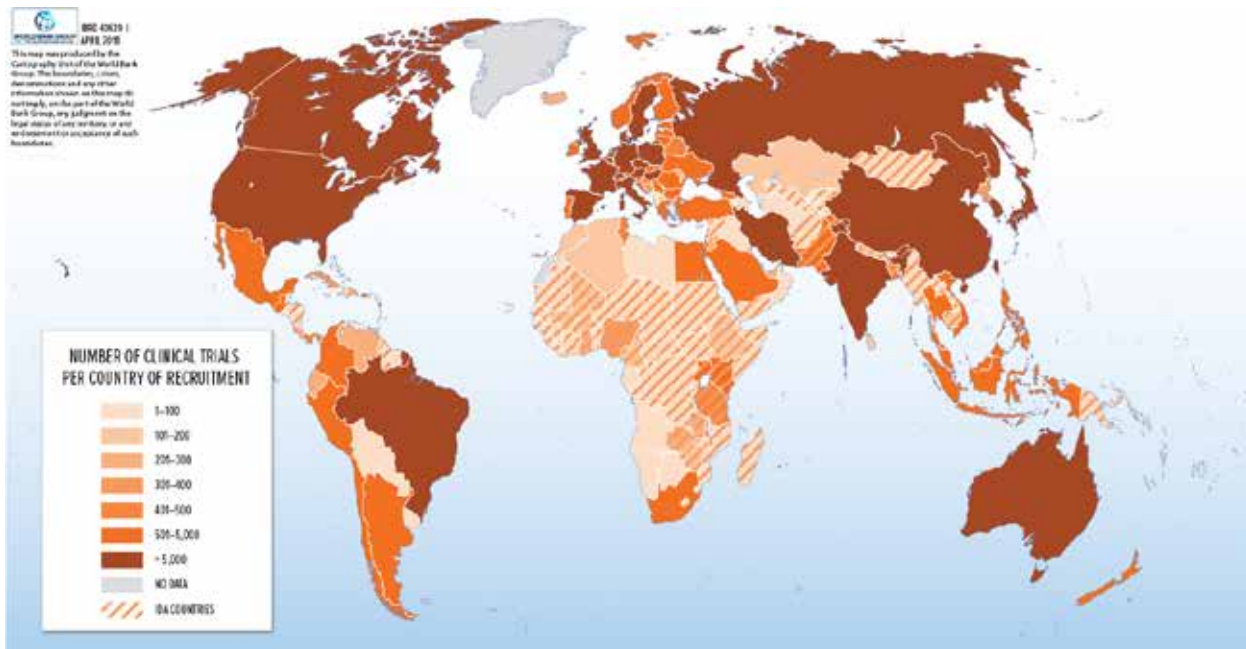 WORLD BANK GROUP
IBRD 43629 |
APRIL 2018
This map was produced by the
Cartography Unit of the World Bank
Group. The boundaries, colors,
denominations and any other
information shown on this map do
not imply, on the part of the World
Bank Group, any judgment on the
legal status of any territory, or any
endorsement or acceptance of such
boundaries.
NUMBER OF CLINICAL TRIALS
PER COUNTRY OF RECRUITMENT
1–100
101–200
201–300
301–400
401–500
501–5,000
> 5,000
NO DATA
IDA COUNTRIES